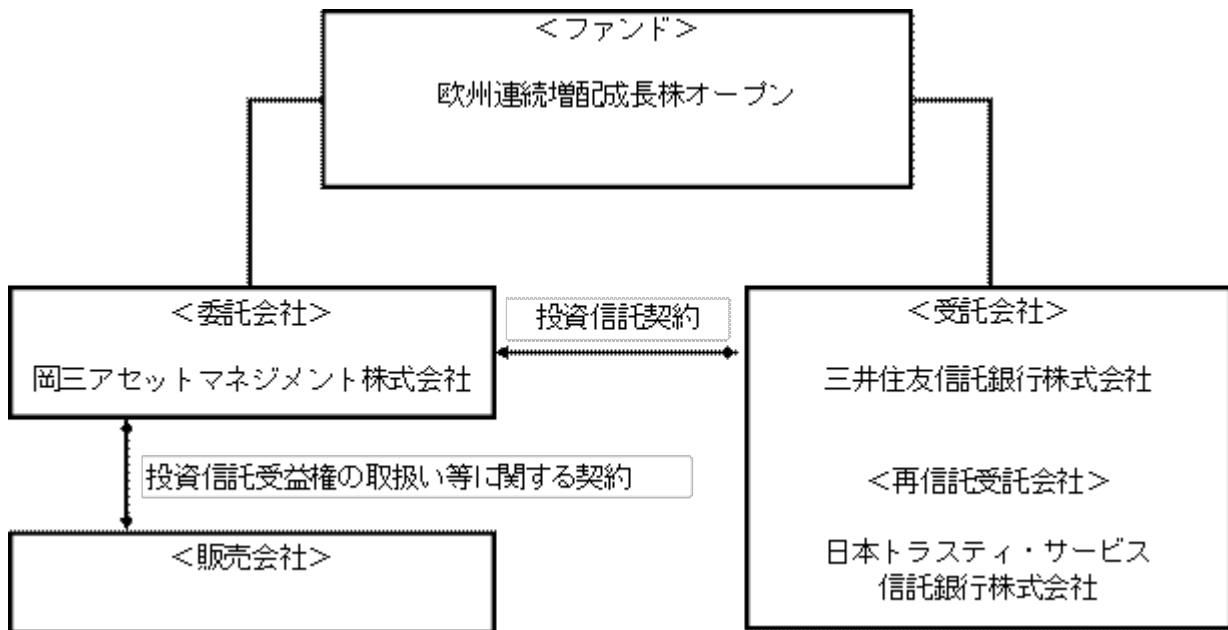 ＜ファンド＞
欧州連続増配成長株オープン
＜委託会社＞
岡三アセットマネジメント株式会社
投資信託契約
＜受託会社＞
三井住友信託銀行株式会社
＜再信託受託会社＞
日本トラスティ・サービス
信託銀行株式会社
投資信託受益権の取扱い等に関する契約
＜販売会社＞